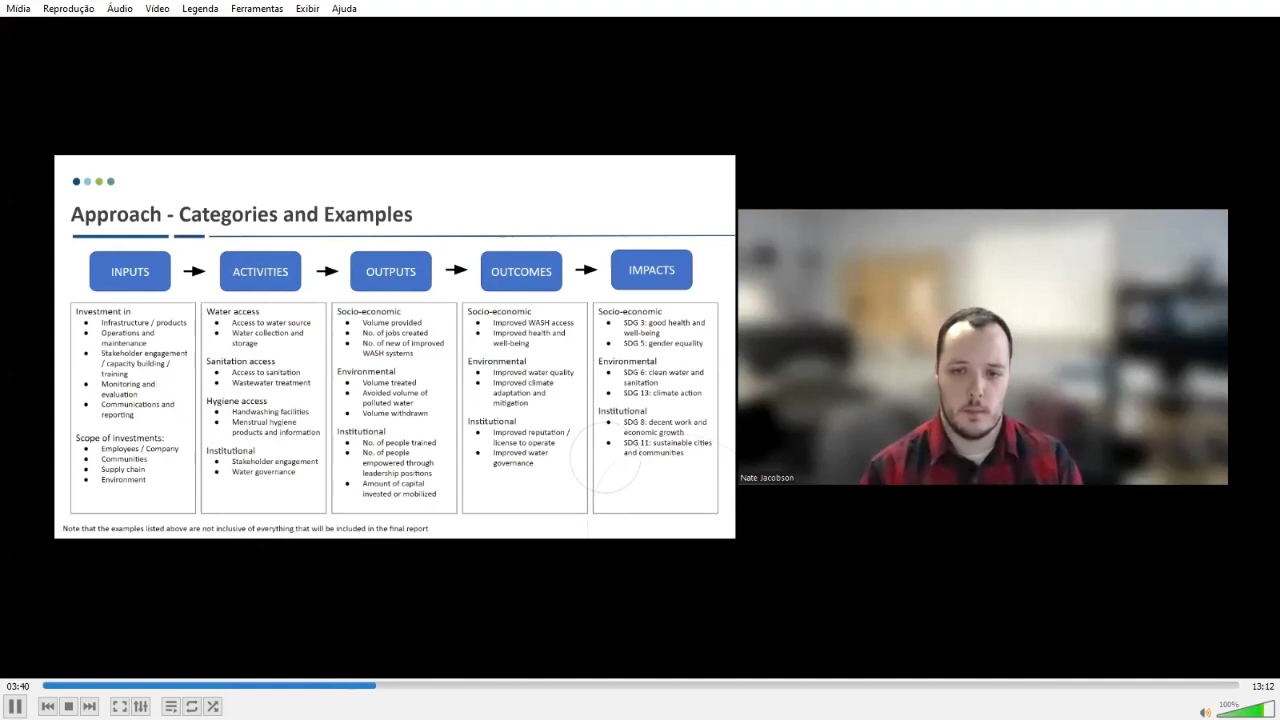 Mídia Reprodução Áudio Vídeo Legenda Ferramentas Exibir Ajuda
Approach - Categories and Examples
INPUTS
ACTIVITIES
OUTPUTS
OUTCOMES
IMPACTS
Investment in
● Infrastructure / products
● Operations and
maintenance
● Stakeholder engagement
/ capacity building /
training
● Monitoring and
evaluation
● Communications and
reporting
Scope of investments:
● Employees / Company
● Communities
● Supply chain
● Environment
Water access
● Access to water source
● Water collection and
storage
Sanitation access
● Access to sanitation
● Wastewater treatment
Hygiene access
● Handwashing facilities
● Menstrual hygiene
products and information
Institutional
● Stakeholder engagement
● Water governance
Socio-economic
● Volume provided
● No. of jobs created
● No. of new of improved
WASH systems
Environmental
● Volume treated
● Avoided volume of
polluted water
● Volume withdrawn
Institutional
● No. of people trained
● No. of people
empowered through
leadership positions
● Amount of capital
invested or mobilized
Socio-economic
● Improved WASH access
● Improved health and
well-being
Environmental
● Improved water quality
● Improved climate
adaptation and
mitigation
Institutional
● Improved reputation /
license to operate
● Improved water
governance
Socio-economic
● SDG 3: good health and
well-being
● SDG 5: gender equality
Environmental
● SDG 6: clean water and
sanitation
● SDG 13: climate action
Institutional
● SDG 8: decent work and
economic growth
● SDG 11: sustainable cities
and communities
Note that the examples listed above are not inclusive of everything that will be included in the final report
Nate Jacobson
03:40
13:12
100%